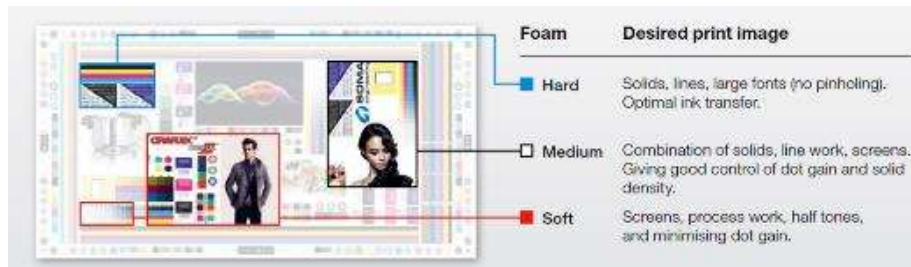 Foam Desired print image
Hard Solids, lines, large fonts (no pinholing).
Optimal ink transfer.
SOMA
Medium Combination of solids, line work, screens.
Giving good control of dot gain and solid
density.
Soft Screens, process work, half tones,
and minimising dot gain.